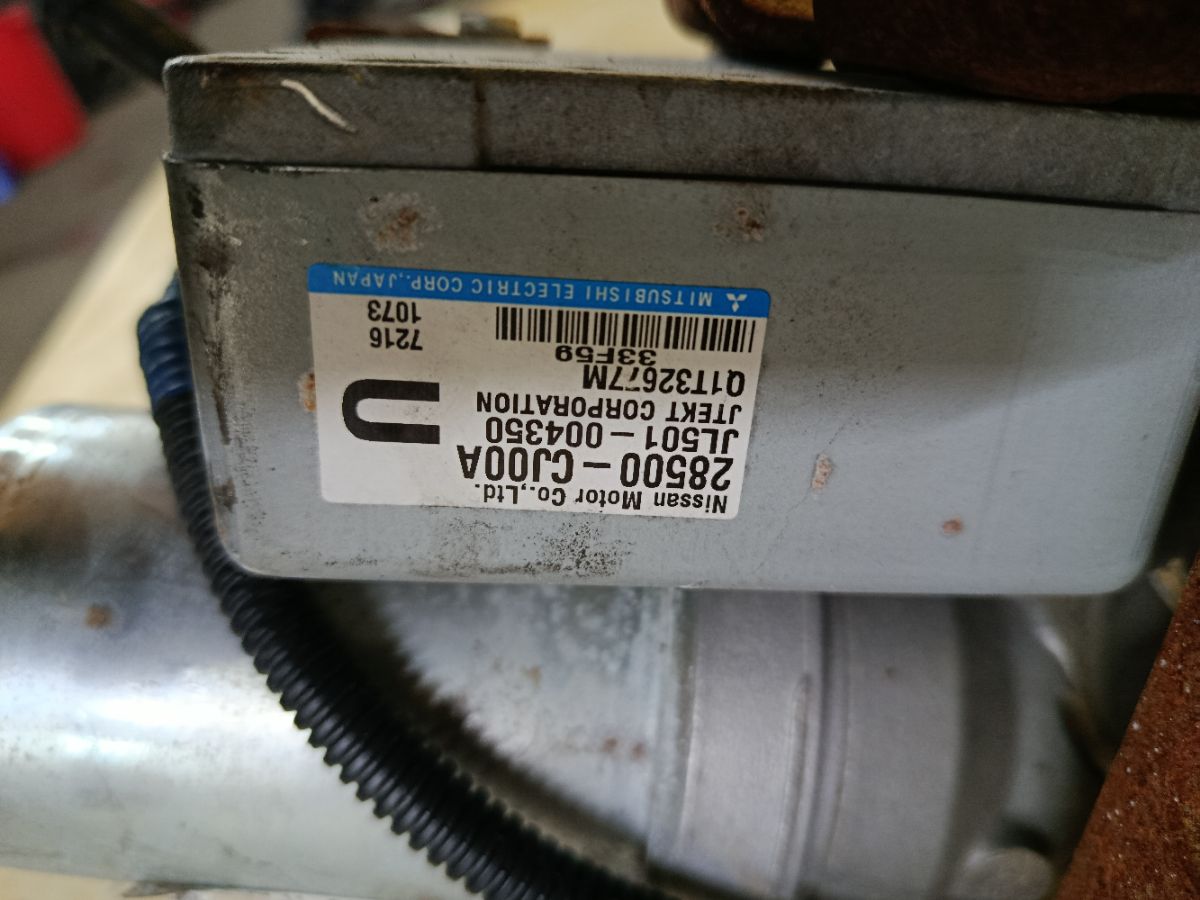 Nissan Motor Co.,Ltd.
28500-CJ00A
JL501-004350
JTEKT CORPORATION
Q1T32677M
33F59
U
7216
1073
MITSUBISHI ELECTRIC CORP.,JAPAN